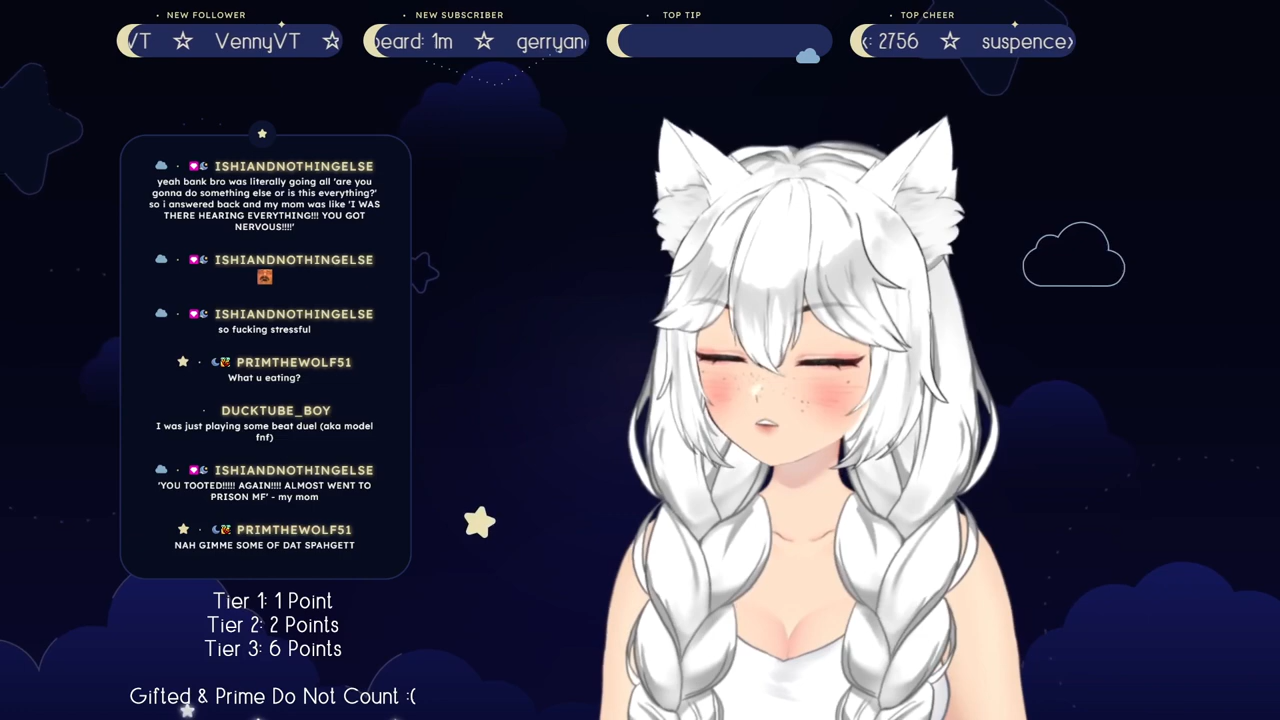 NEW FOLLOWER
NEW SUBSCRIBER
TOP TIP
TOP CHEER
VT ☆ VennyVT ☆
beard: 1m ☆ gerryan
: 2756 ☆ suspence
ISHIANDNOTHINGELSE
yeah bank bro was literally going all 'are you
gonna do something else or is this everything?'
so i answered back and my mom was like 'I WAS
THERE HEARING EVERYTHING!!! YOU GOT
NERVOUS!!!!'
ISHIANDNOTHINGELSE
ISHIANDNOTHINGELSE
so fucking stressful
PRIMTHEWOLF51
What u eating?
DUCKTUBE_BOY
I was just playing some beat duel (aka model
fnf)
ISHIANDNOTHINGELSE
'YOU TOOTED!!!!! AGAIN!!!! ALMOST WENT TO
PRISON MF' - my mom
PRIMTHEWOLF51
NAH GIMME SOME OF DAT SPAHGETT
Tier 1: 1 Point
Tier 2: 2 Points
Tier 3: 6 Points
Gifted & Prime Do Not Count :(